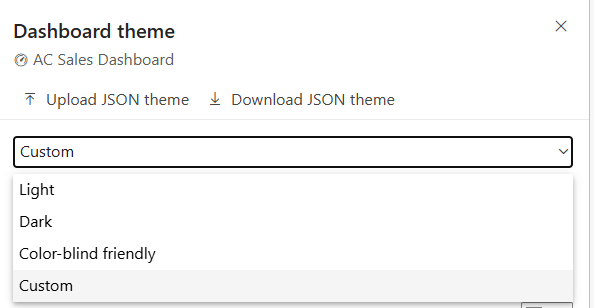 Dashboard theme
AC Sales Dashboard
Upload JSON theme Download JSON theme
Custom
Light
Dark
Color-blind friendly
Custom